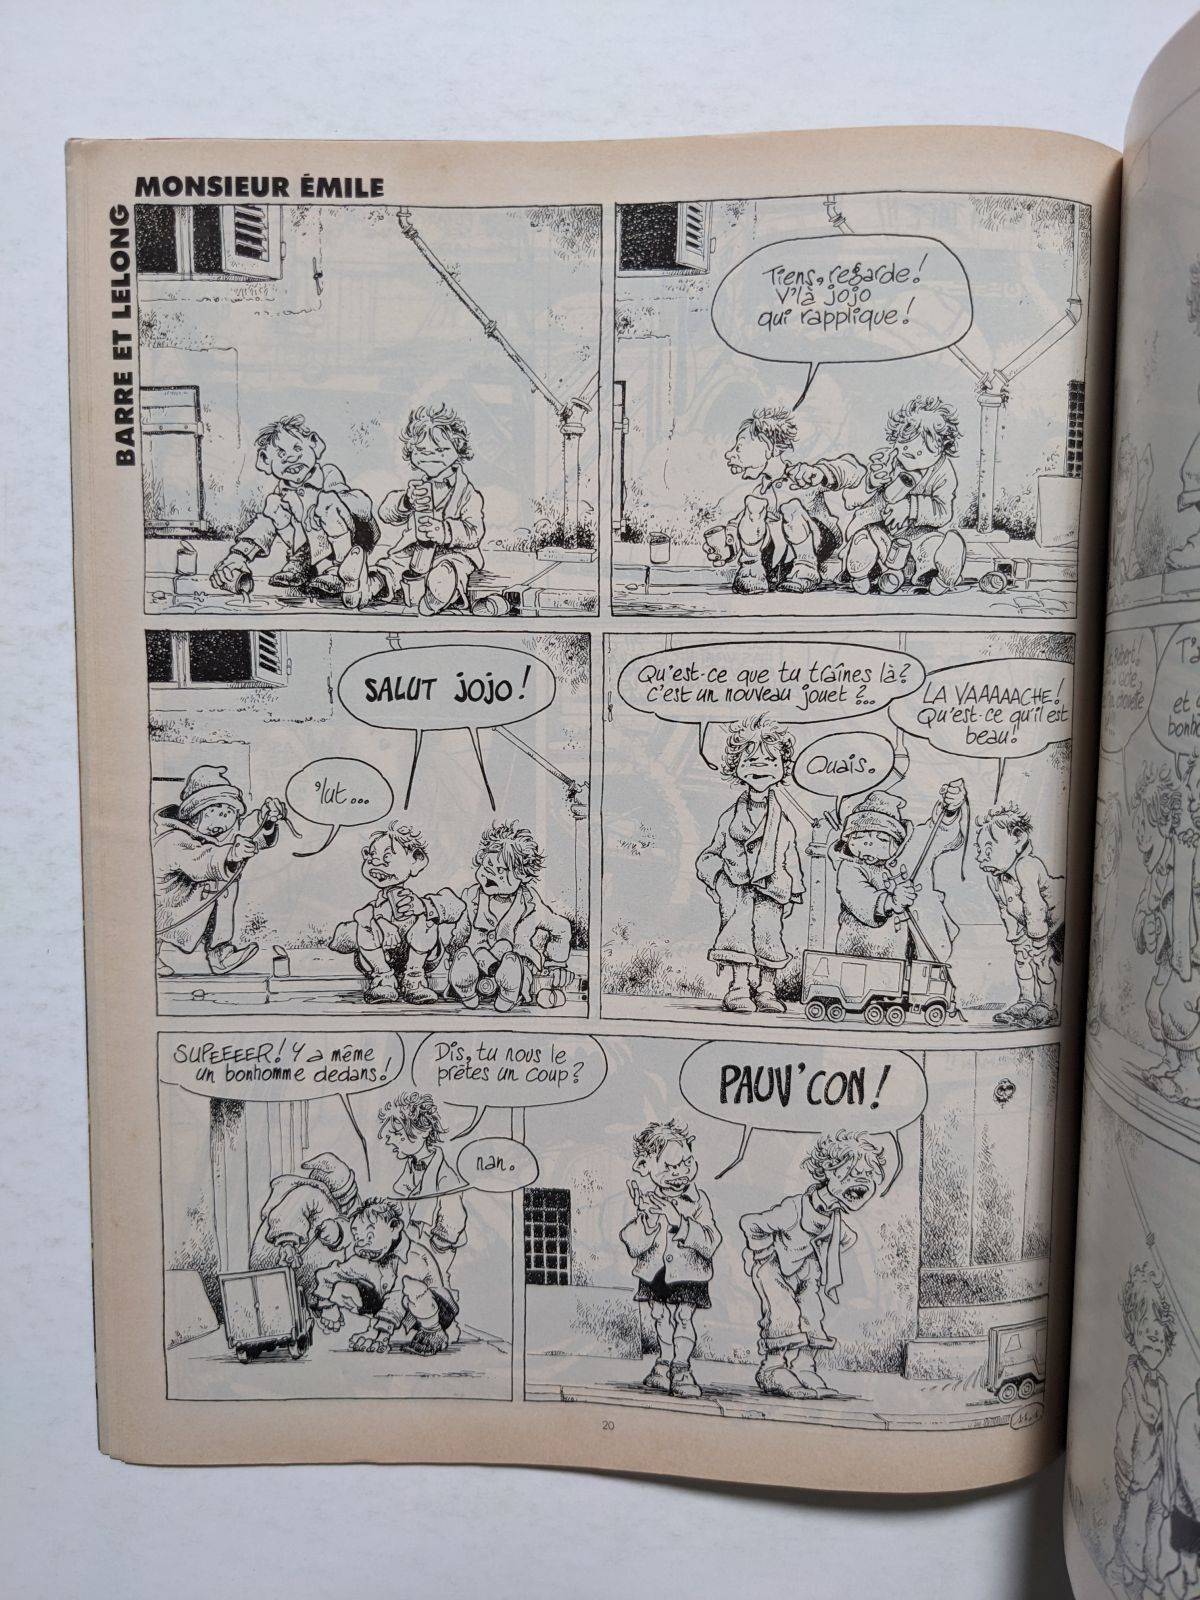 MONSIEUR ÉMILE
BARRE ET LELONG
Tiens, regarde!
V'là jojo
qui rapplique!
SALUT jojo!
'lut...
Qu'est-ce que tu traînes là?
c'est un nouveau jouet?...
LA VAAAAACHE!
Qu'est-ce qu'il est
beau!
Ouais.
SUPEEEER! Y a même
un bonhomme dedans!
Dis, tu nous le
prêtes un coup?
nan.
PAUV'CON!
20
T'a
et
bonho